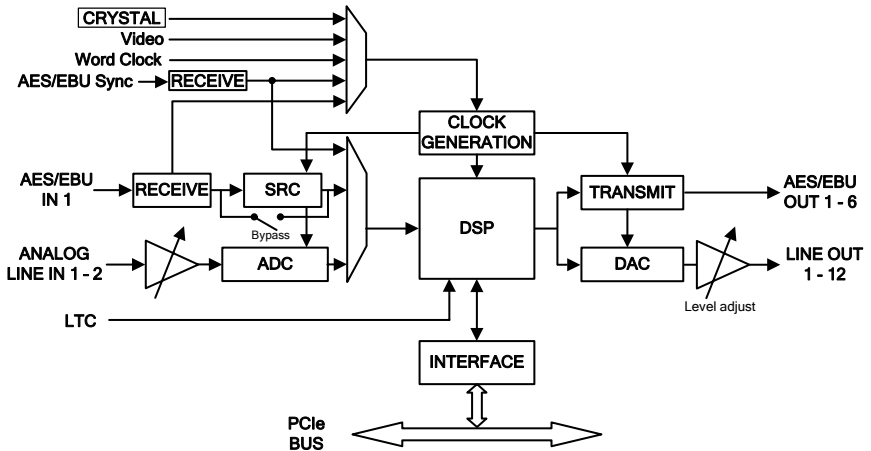 CRYSTAL
Video
Word Clock
AES/EBU Sync
RECEIVE
CLOCK
GENERATION
AES/EBU
IN 1
RECEIVE
SRC
Bypass
DSP
TRANSMIT
AES/EBU
OUT 1 - 6
ANALOG
LINE IN 1 - 2
ADC
DAC
LINE OUT
1 - 12
Level adjust
LTC
INTERFACE
PCIe
BUS